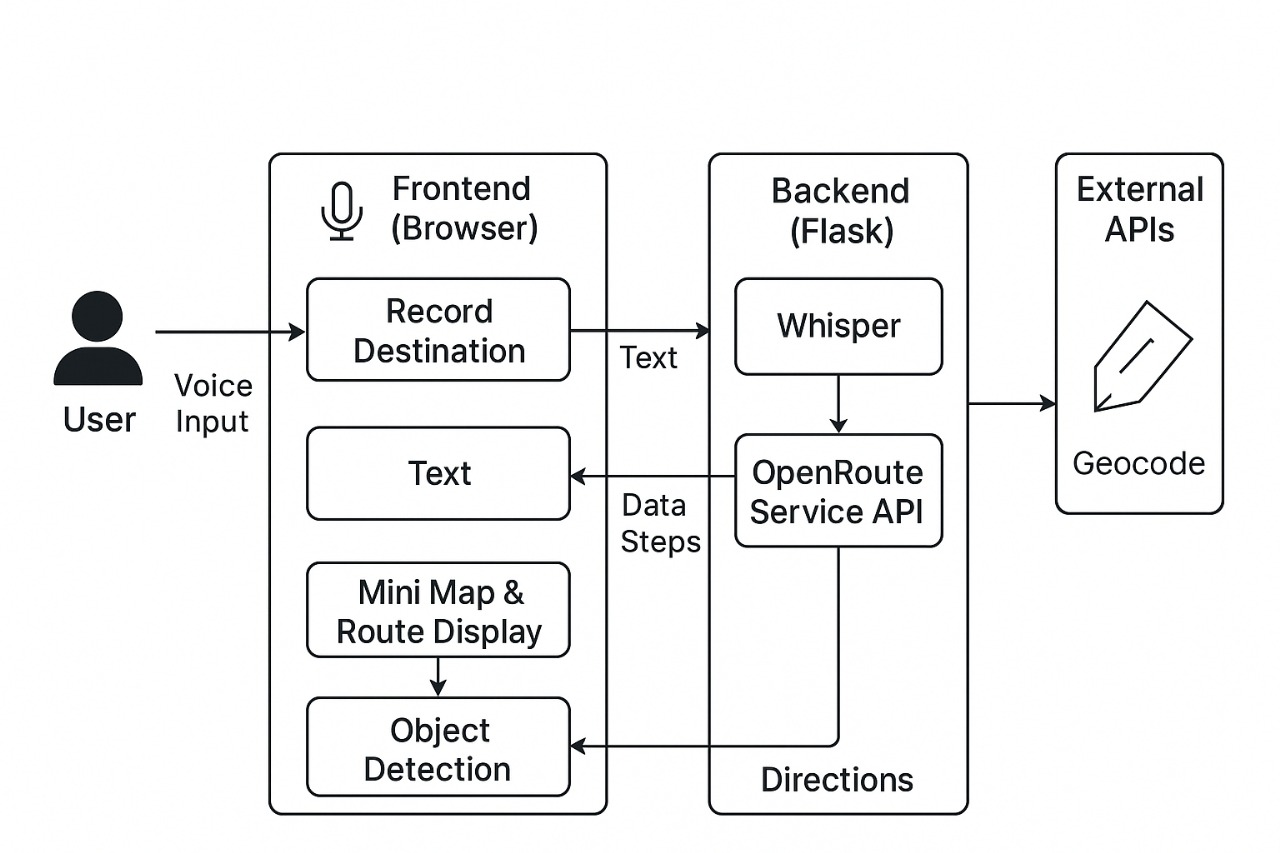 User
Voice
Input
Frontend
(Browser)
Record
Destination
Text
Mini Map &
Route Display
Object
Detection
Text
Data
Steps
Backend
(Flask)
Whisper
OpenRoute
Service API
Directions
External
APIs
Geocode